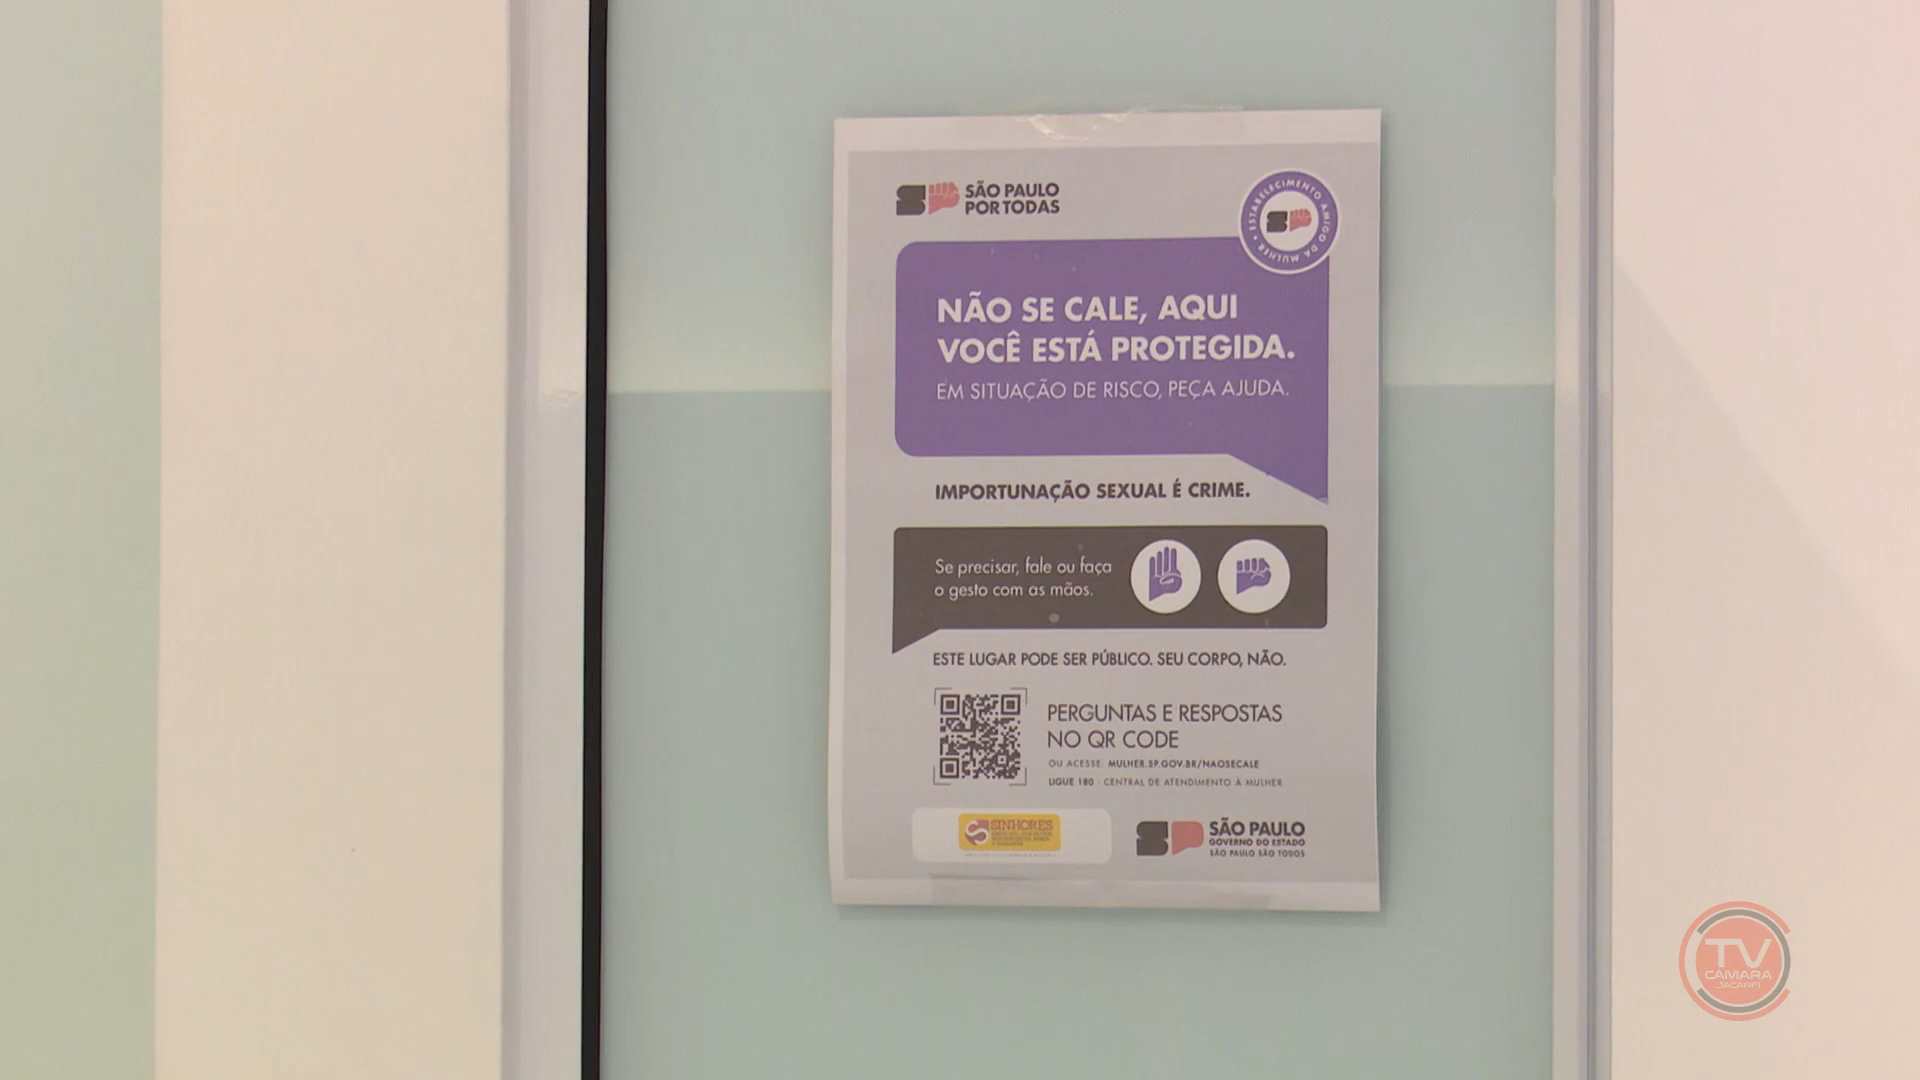 SÃO PAULO
POR TODAS
ESTABELECIMENTO AMIGO DA MULHER •
NÃO SE CALE, AQUI
VOCÊ ESTÁ PROTEGIDA.
EM SITUAÇÃO DE RISCO, PEÇA AJUDA.
IMPORTUNAÇÃO SEXUAL É CRIME.
Se precisar, fale ou faça
o gesto com as mãos.
ESTE LUGAR PODE SER PÚBLICO. SEU CORPO, NÃO.
PERGUNTAS E RESPOSTAS
NO QR CODE
OU ACESSE: MULHER.SP.GOV.BR/NAOSECALE
LIGUE 180 - CENTRAL DE ATENDIMENTO À MULHER
SINHORES
SÃO PAULO
GOVERNO DO ESTADO
SÃO PAULO SÃO TODOS
TV
CÂMARA
JACAREÍ